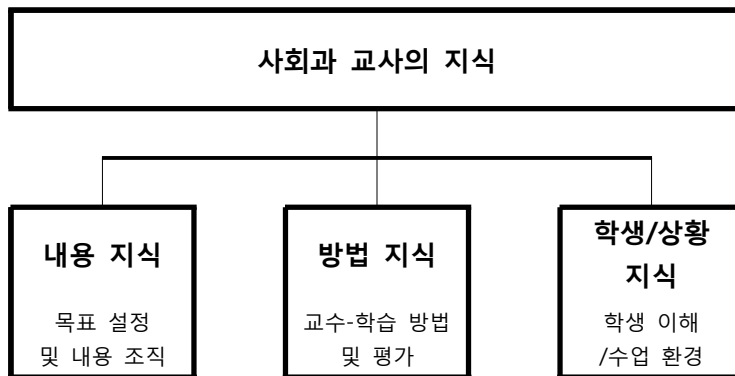 사회과 교사의 지식
내용 지식
목표 설정
및 내용 조직
방법 지식
교수-학습 방법
및 평가
학생/상황
지식
학생 이해
/수업 환경